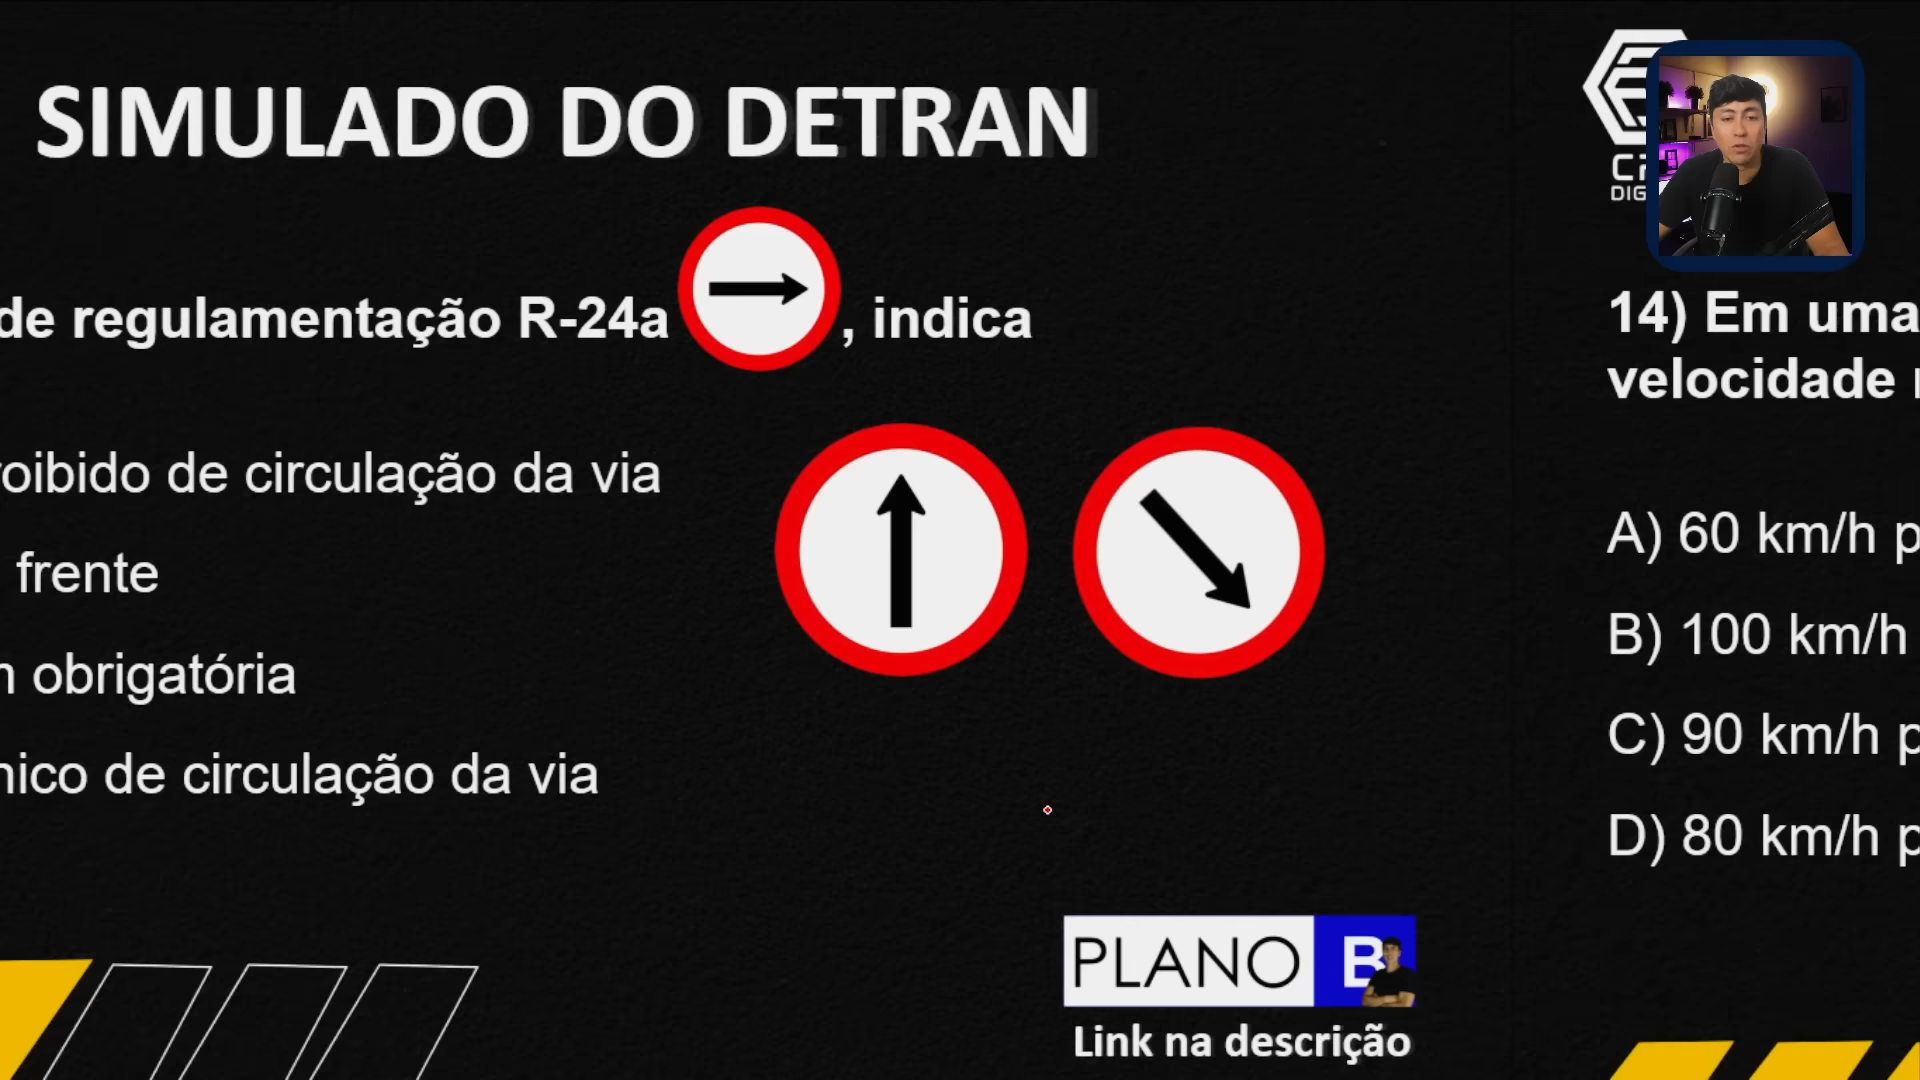 SIMULADO DO DETRAN
de regulamentação R-24a , indica
roibido de circulação da via
frente
obrigatória
nico de circulação da via
PLANO B
Link na descrição
14) Em uma
velocidade
A) 60 km/h p
B) 100 km/h
C) 90 km/h p
D) 80 km/h p